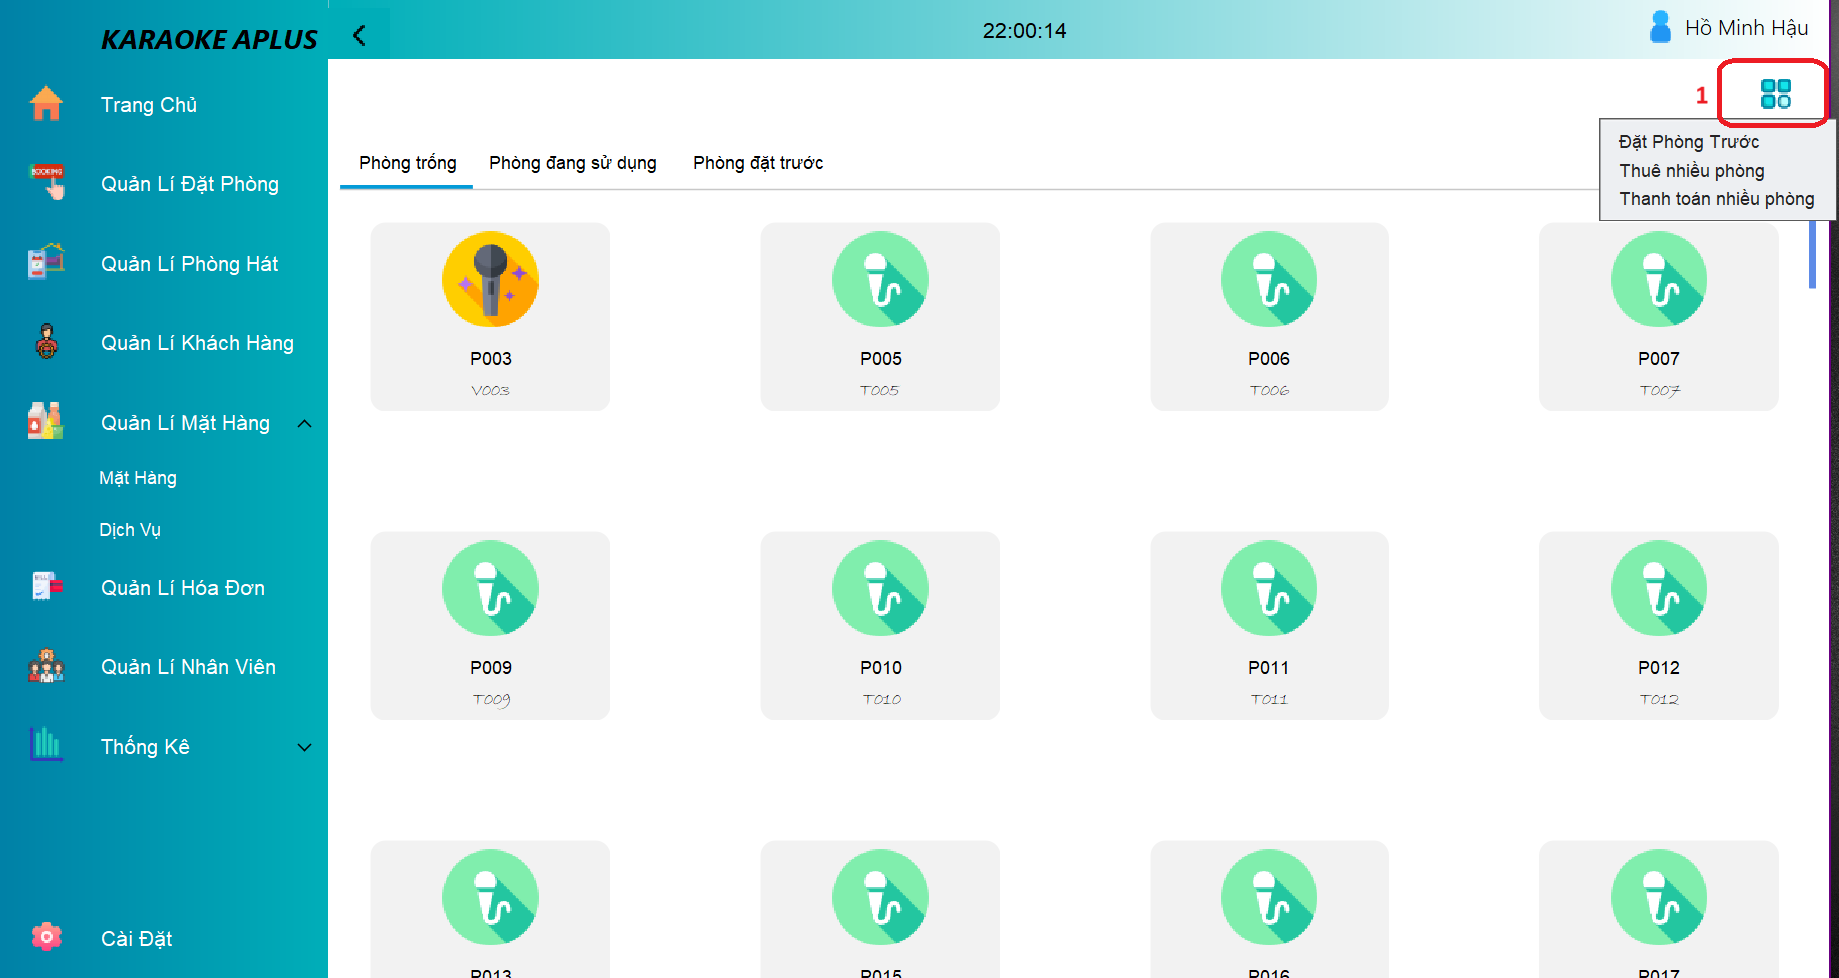 KARAOKE APLUS
22:00:14
Hồ Minh Hậu
1
Trang Chủ
Quản Lí Đặt Phòng
Quản Lí Phòng Hát
Quản Lí Khách Hàng
Quản Lí Mặt Hàng
Mặt Hàng
Dịch Vụ
Quản Lí Hóa Đơn
Quản Lí Nhân Viên
Thống Kê
Cài Đặt
Đặt Phòng Trước
Thuê nhiều phòng
Thanh toán nhiều phòng
Phòng trống Phòng đang sử dụng Phòng đặt trước
P003 P005 P006 P007
V003 T005 T006 T007
P009 P010 P011 P012
T009 T010 T011 T012
P013 P015 P016 P017
BOOKING